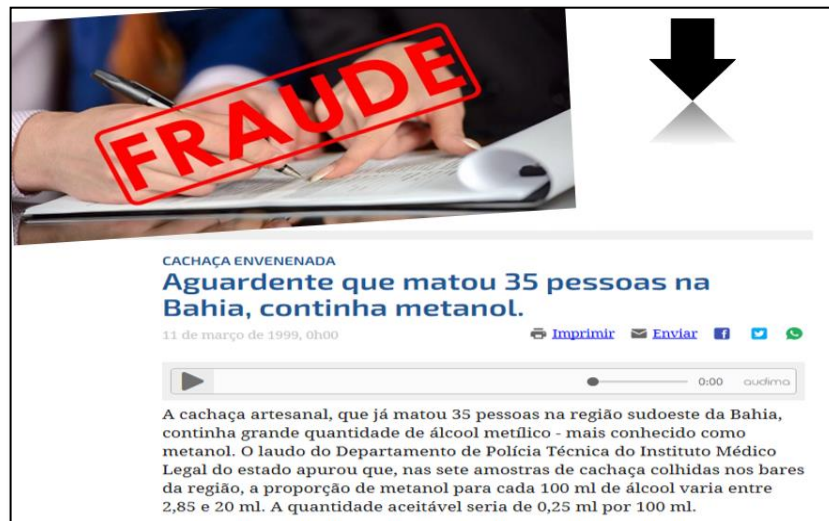 FRAUDE
CACHAÇA ENVENENADA
Aguardente que matou 35 pessoas na
Bahia, continha metanol.
11 de março de 1999, 0h00 Imprimir Enviar
0:00 audima
A cachaça artesanal, que já matou 35 pessoas na região sudoeste da Bahia,
continha grande quantidade de álcool metílico - mais conhecido como
metanol. O laudo do Departamento de Polícia Técnica do Instituto Médico
Legal do estado apurou que, nas sete amostras de cachaça colhidas nos bares
da região, a proporção de metanol para cada 100 ml de álcool varia entre
2,85 e 20 ml. A quantidade aceitável seria de 0,25 ml por 100 ml.